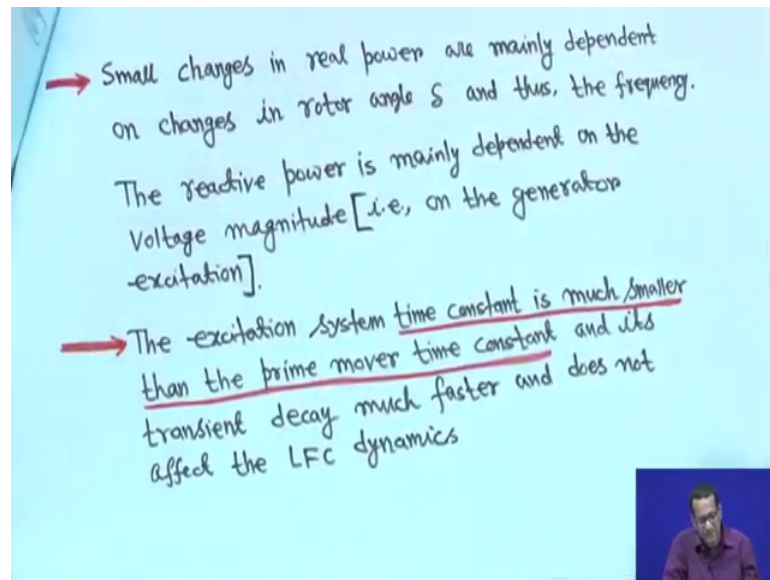 Small changes in real power are mainly dependent
on changes in rotor angle δ and thus, the frequency.
The reactive power is mainly dependent on the
Voltage magnitude [i.e., on the generator
excitation].
The excitation system time constant is much smaller
than the prime mover time constant and its
transient decay much faster and does not
affect the LFC dynamics